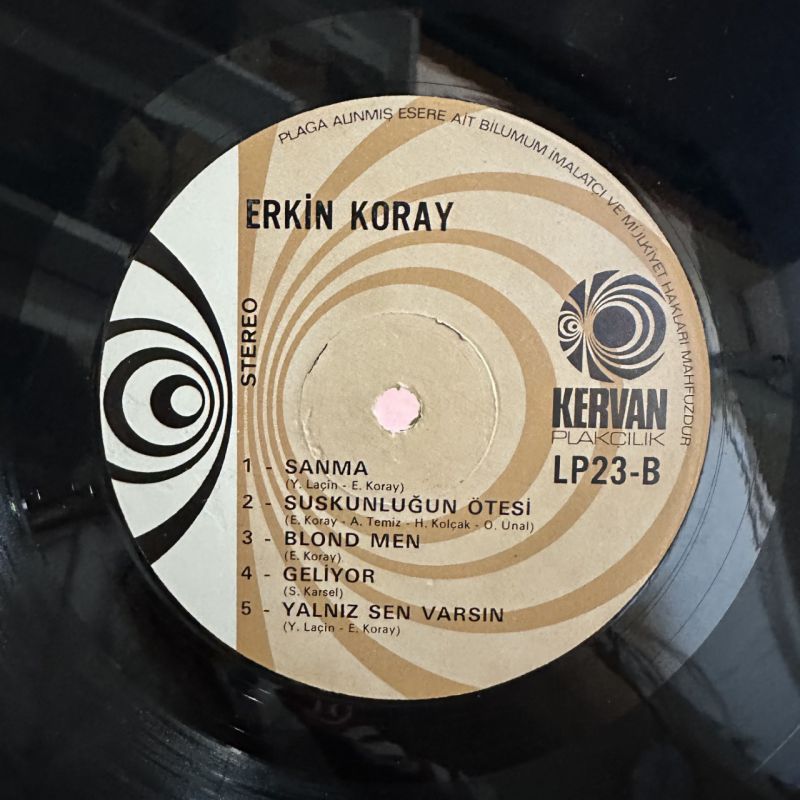 PLAĞA ALINMIŞ ESERE AİT BİLUMUM İMALATÇI VE MÜLKİYET HAKLARI MAHFUZDUR
ERKİN KORAY
STEREO
KERVAN
PLAKÇILIK
LP23-B
1 - SANMA
(Y. Laçin - E. Koray)
2 - SUSKUNLUĞUN ÖTESİ
(E. Koray - A. Temiz - H. Kolçak - O. Ünal)
3 - BLOND MEN
(E. Koray)
4 - GELİYOR
(S. Karsel)
5 - YALNIZ SEN VARSIN
(Y. Laçin - E. Koray)